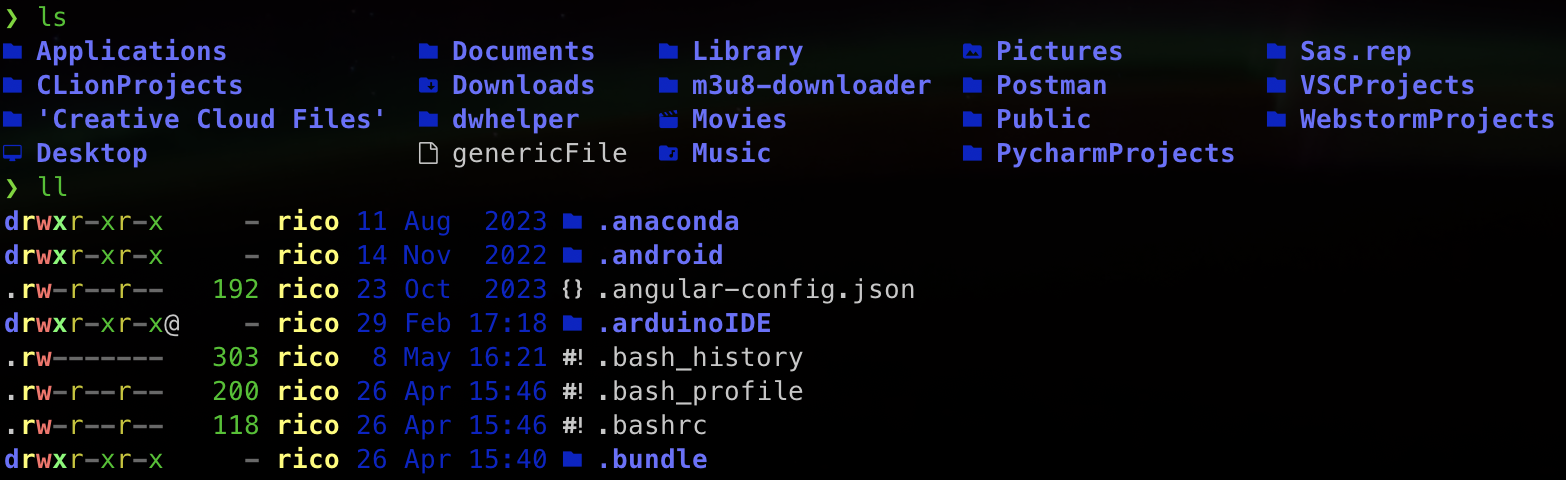 ❯ ls
Applications Documents Library Pictures Sas.rep
CLionProjects Downloads m3u8-downloader Postman VSCProjects
'Creative Cloud Files' dwhelper Movies Public WebstormProjects
Desktop genericFile Music PycharmProjects
❯ ll
drwxr-xr-x - rico 11 Aug 2023 .anaconda
drwxr-xr-x - rico 14 Nov 2022 .android
.rw-r--r-- 192 rico 23 Oct 2023 {} .angular-config.json
drwxr-xr-x@ - rico 29 Feb 17:18 .arduinoIDE
.rw------- 303 rico 8 May 16:21 #! .bash_history
.rw-r--r-- 200 rico 26 Apr 15:46 #! .bash_profile
.rw-r--r-- 118 rico 26 Apr 15:46 #! .bashrc
drwxr-xr-x - rico 26 Apr 15:40 .bundle